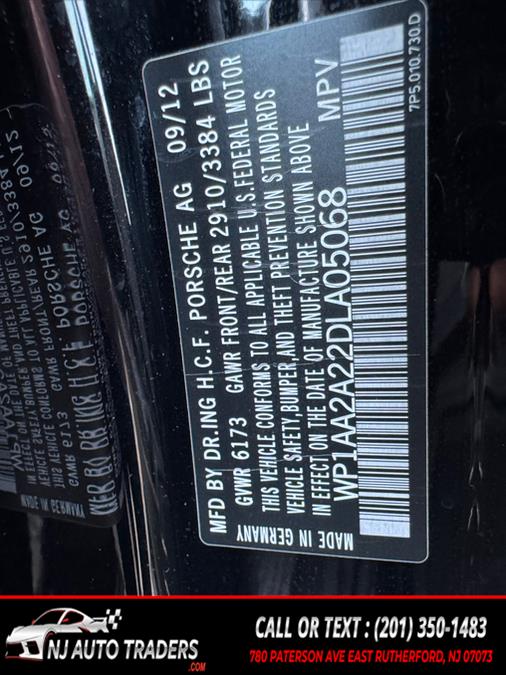 MFD BY DR.ING H.C.F. PORSCHE AG 09/12
GVWR 6173 GAWR FRONT/REAR 2910/3384 LBS
THIS VEHICLE CONFORMS TO ALL APPLICABLE U.S.FEDERAL MOTOR
VEHICLE SAFETY,BUMPER,AND THEFT PREVENTION STANDARDS
IN EFFECT ON THE DATE OF MANUFACTURE SHOWN ABOVE
WP1AA2A22DLA05068 MPV
MADE IN GERMANY
7P5.010.730.D
NJ AUTO TRADERS
.COM
CALL OR TEXT : (201) 350-1483
780 PATERSON AVE EAST RUTHERFORD, NJ 07073